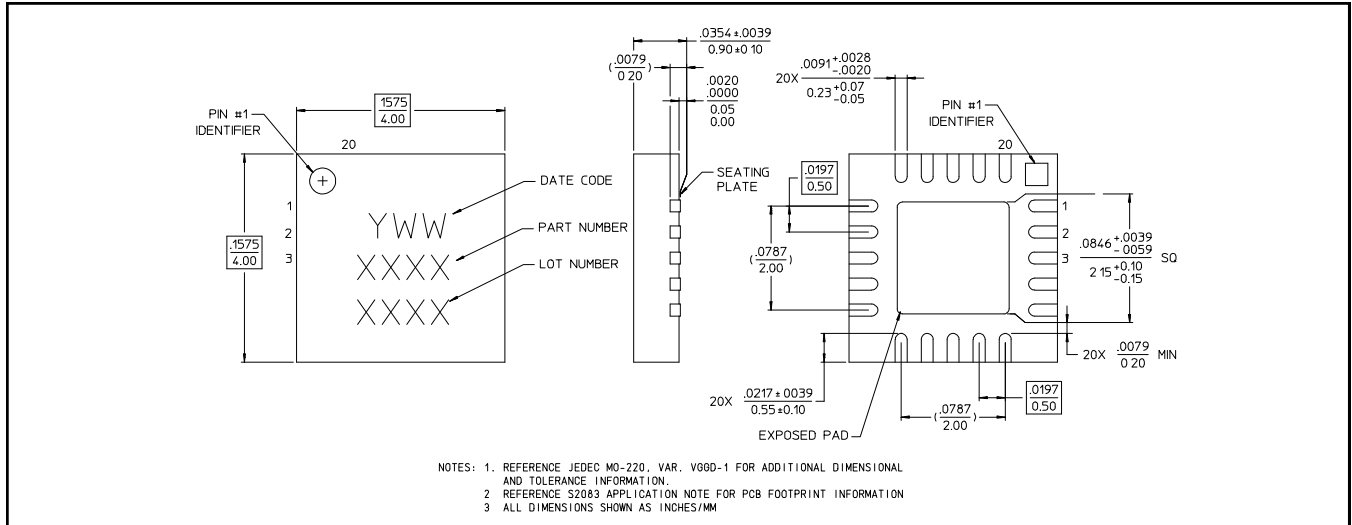 PIN #1
IDENTIFIER
1575
4.00
20
1
2
3
.1575
4.00
DATE CODE
YWW
PART NUMBER
XXXX
LOT NUMBER
XXXX
.0354 ±.0039
0.90 ±0 10
( .0079
0 20 )
.0020
.0000
0.05
0.00
SEATING
PLATE
20X .0091 +.0028
-.0020
0.23 +0.07
-0.05
PIN #1
IDENTIFIER
20
.0197
0.50
1
2
3
( .0787
2.00 )
.0846 +.0039
-.0059 SQ
2 15 +0.10
-0.15
20X .0079 MIN
0 20
20X .0217 ± 0039
0.55 ±0.10
.0197
0.50
( .0787
2.00 )
EXPOSED PAD
NOTES: 1. REFERENCE JEDEC MO-220, VAR. VGGD-1 FOR ADDITIONAL DIMENSIONAL
AND TOLERANCE INFORMATION.
2 REFERENCE S2083 APPLICATION NOTE FOR PCB FOOTPRINT INFORMATION
3 ALL DIMENSIONS SHOWN AS INCHES/MM